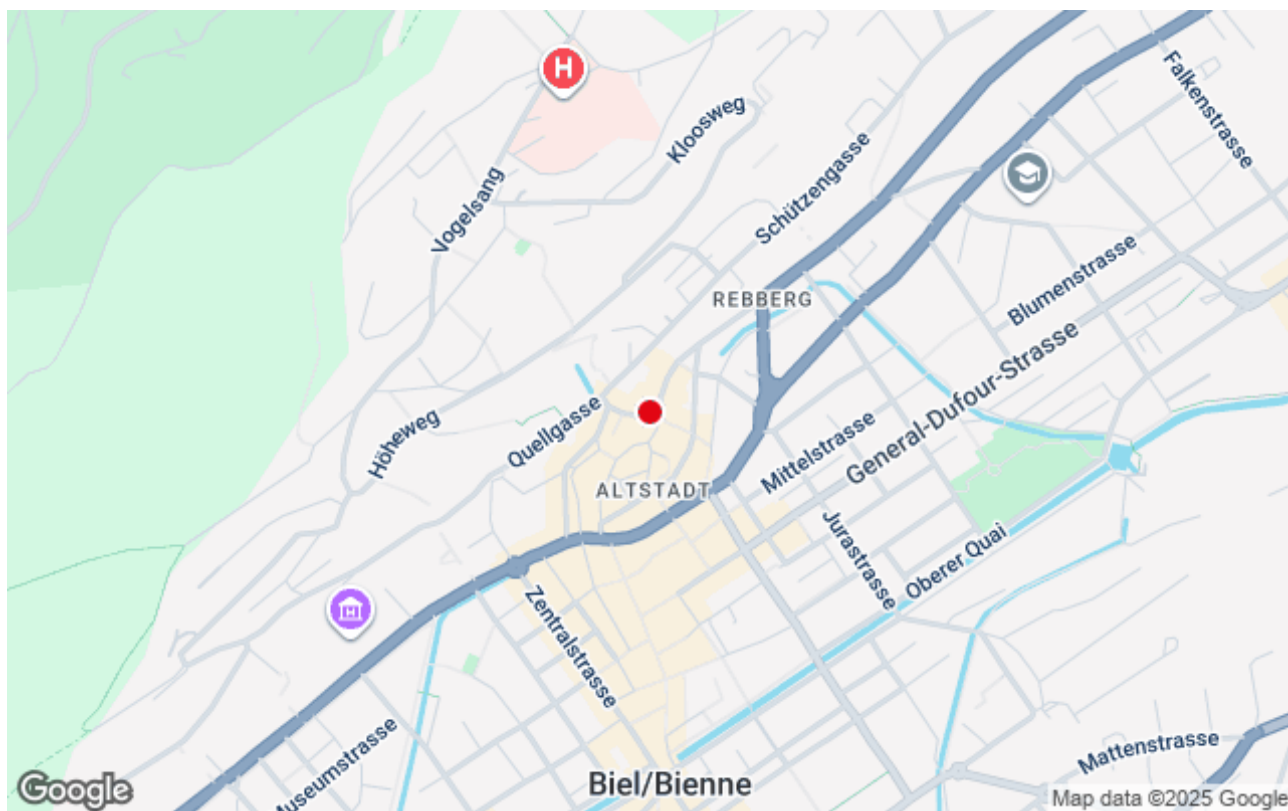 H
Klooweg
Falkenstrasse
Vogelsang
Schützengasse
REBBERG
Blumenstrasse
General-Dufour-Strasse
Höheweg
Quellgasse
Mittelstrasse
ALTSTADT
Jurastrasse
Oberer Quai
Zentralstrasse
Museumstrasse
Mattenstrasse
Biel/Bienne
Google
Map data ©2025 Google